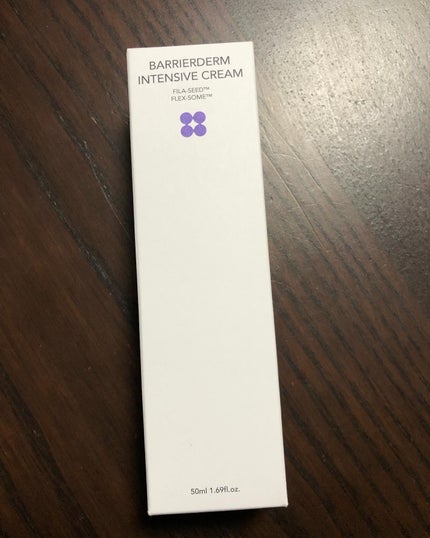 BARRIERDERM
INTENSIVE CREAM
FILA-SEED™
FLEX-SOME™
50ml 1.69fl.oz.